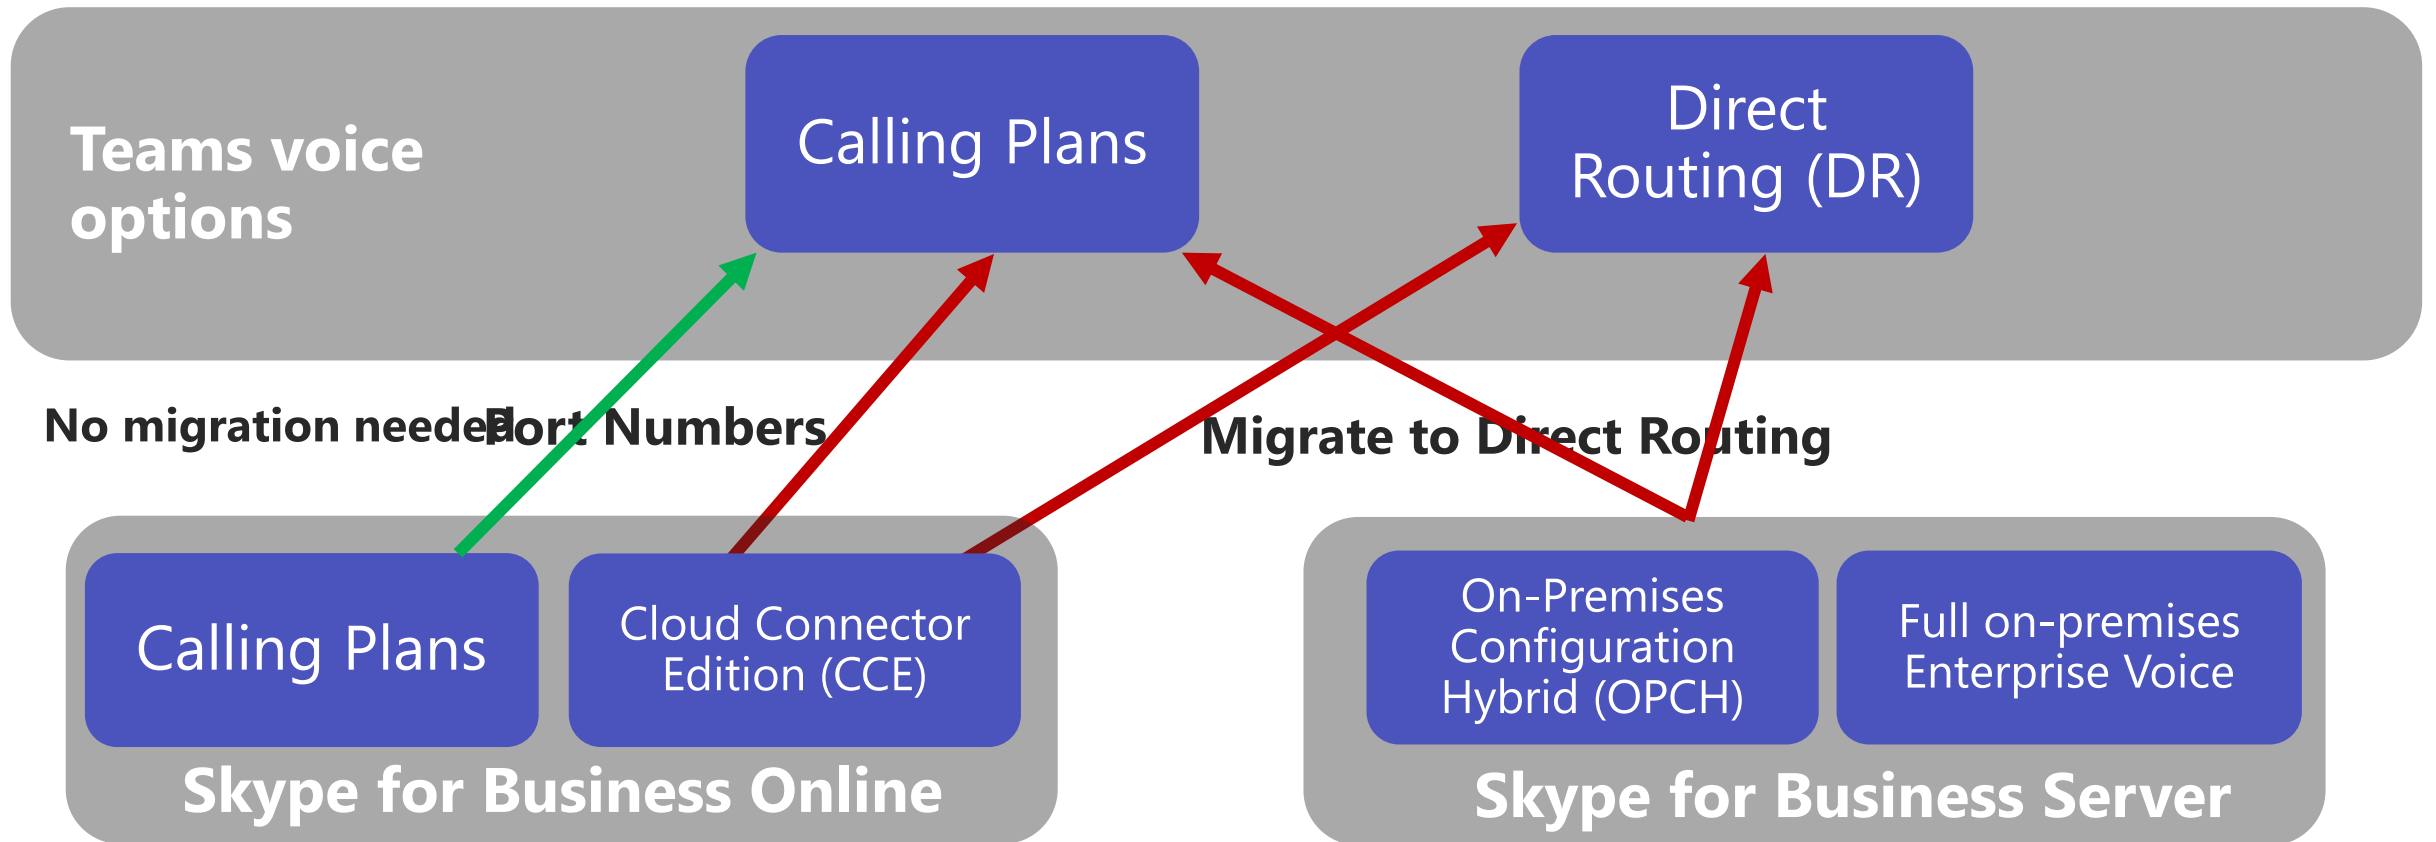 Teams voice
options
Calling Plans
Direct
Routing (DR)
No migration needed
Port Numbers
Migrate to Direct Routing
Calling Plans
Cloud Connector
Edition (CCE)
Skype for Business Online
On-Premises
Configuration
Hybrid (OPCH)
Full on-premises
Enterprise Voice
Skype for Business Server